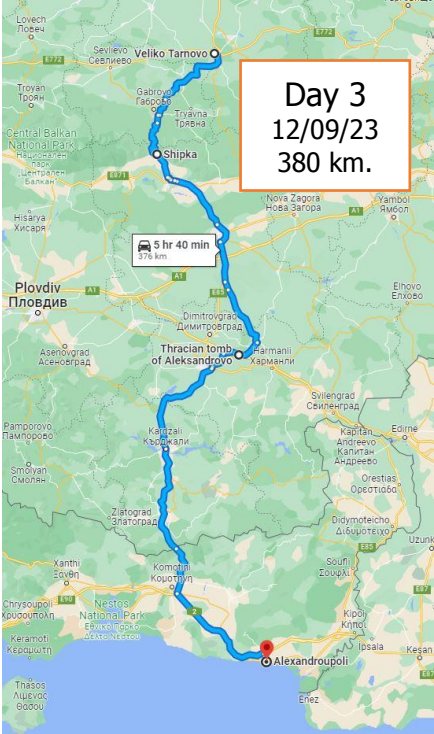 Lovech
Ловеч
E772
Sevlievo
Севлиево
Veliko Tarnovo
E772
Day 3
12/09/23
380 km.
Troyan
Троян
Gabrovo
Габрово
Tryavna
Трявна
Central Balkan
National Park
Национален
парк
Централен
Балкан
Shipka
E871
Nova Zagora
Нова Загора
Yambol
Ямбол
A1
Hisarya
Хисаря
5 hr 40 min
376 km
A1
Plovdiv
Пловдив
E85
Elhovo
Елхово
Dimitrovgrad
Димитровград
Asenovgrad
Асеновград
Thracian tomb
of Aleksandrovo
Harmanli
Харманли
Svilengrad
Свиленград
Pamporovo
Пампорово
Kardzali
Кърджали
Kapitan
Andreevo
Капитан
Андреево
Edirne
Smolyan
Смолян
Orestias
Ορεστιάδα
Zlatograd
Златоград
Didymoteicho
Διδυμότειχο
E85
Uzunk
Xanthi
Ξάνθη
Komotini
Κομοτηνή
Soufli
Σουφλί
Chrysoupoli
Χρυσούπολη
E90
Nestos
National Park
Εθνικό Πάρκο
Δέλτα Νέστου
2
Kipoi
Κήποι
Keramoti
Κεραμωτή
Alexandroupoli
Ipsala
Keşan
E87
Thasos
Λιμένας
Θάσου
Enez